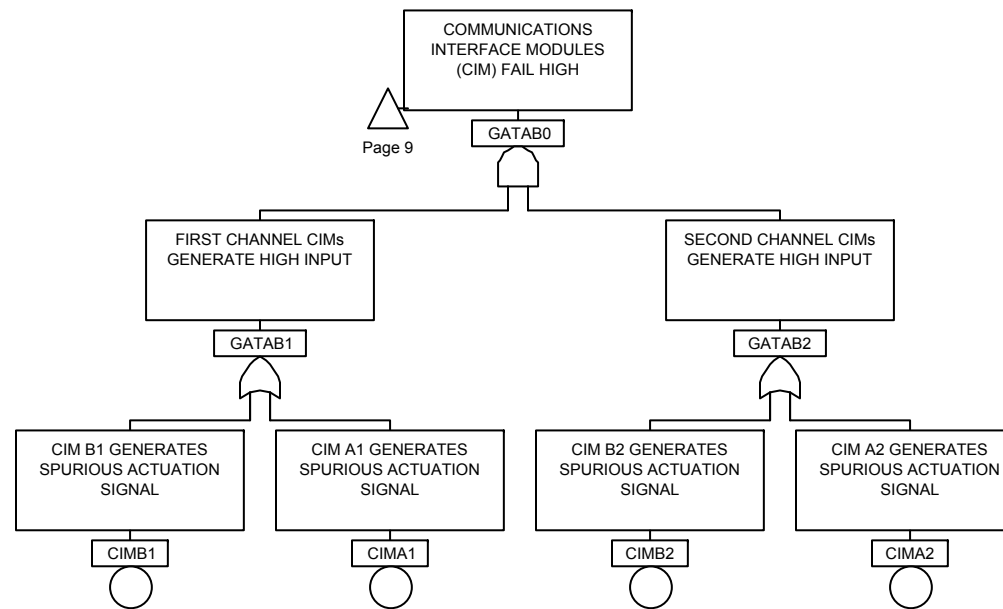 COMMUNICATIONS
INTERFACE MODULES
(CIM) FAIL HIGH
Page 9
GATAB0
FIRST CHANNEL CIMs
GENERATE HIGH INPUT
SECOND CHANNEL CIMs
GENERATE HIGH INPUT
GATAB1
GATAB2
CIM B1 GENERATES
SPURIOUS ACTUATION
SIGNAL
CIM A1 GENERATES
SPURIOUS ACTUATION
SIGNAL
CIM B2 GENERATES
SPURIOUS ACTUATION
SIGNAL
CIM A2 GENERATES
SPURIOUS ACTUATION
SIGNAL
CIMB1
CIMA1
CIMB2
CIMA2